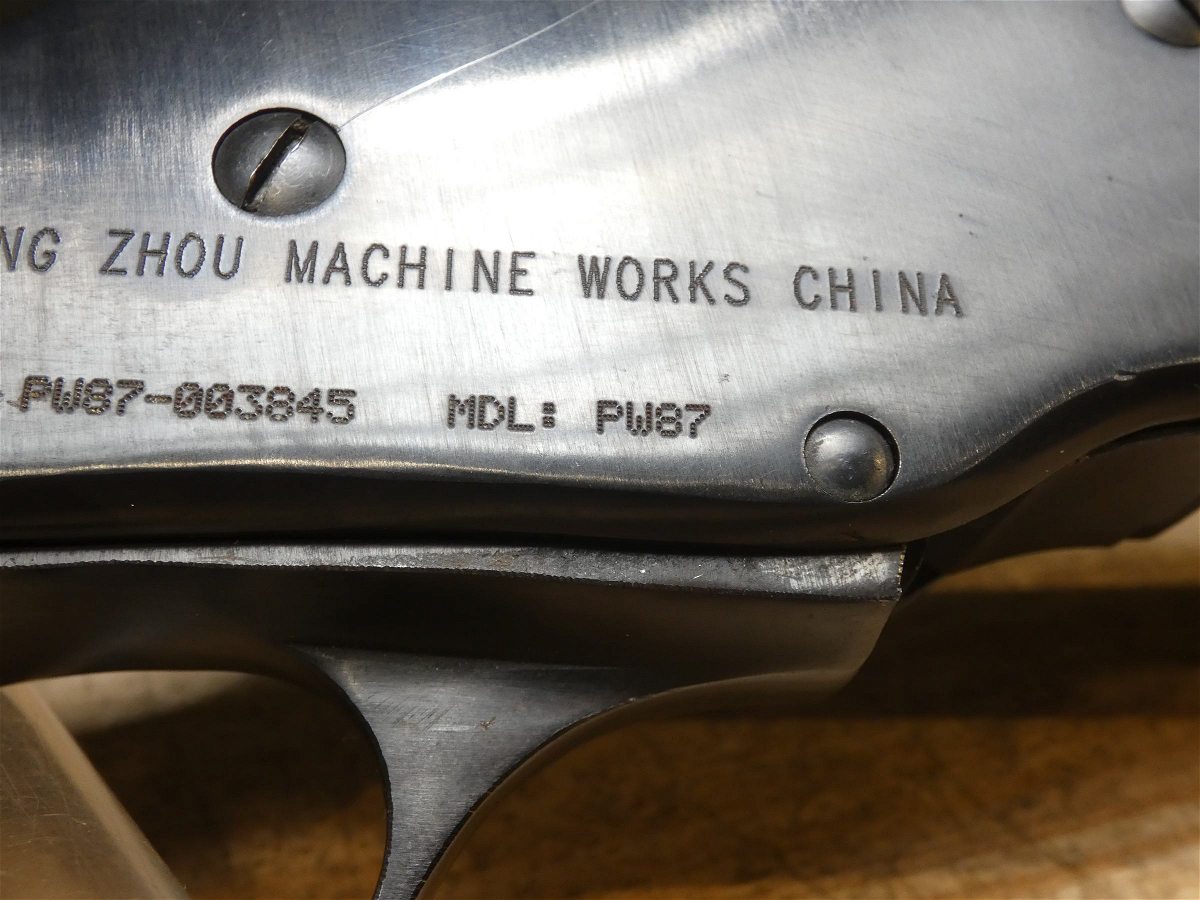 NG ZHOU MACHINE WORKS CHINA
PW87-003845 MDL: PW87